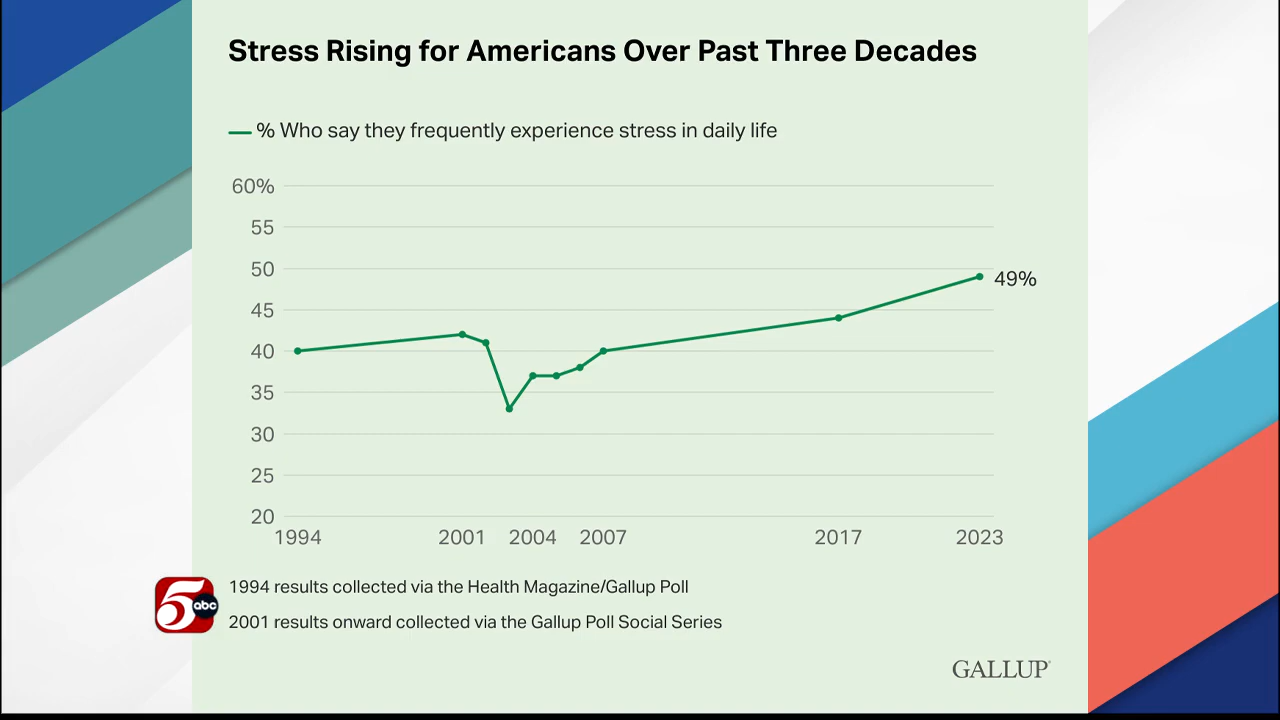 Stress Rising for Americans Over Past Three Decades
% Who say they frequently experience stress in daily life
60%
55
50
49%
45
40
35
30
25
20
1994 2001 2004 2007 2017 2023
1994 results collected via the Health Magazine/Gallup Poll
5 abc
2001 results onward collected via the Gallup Poll Social Series
GALLUP